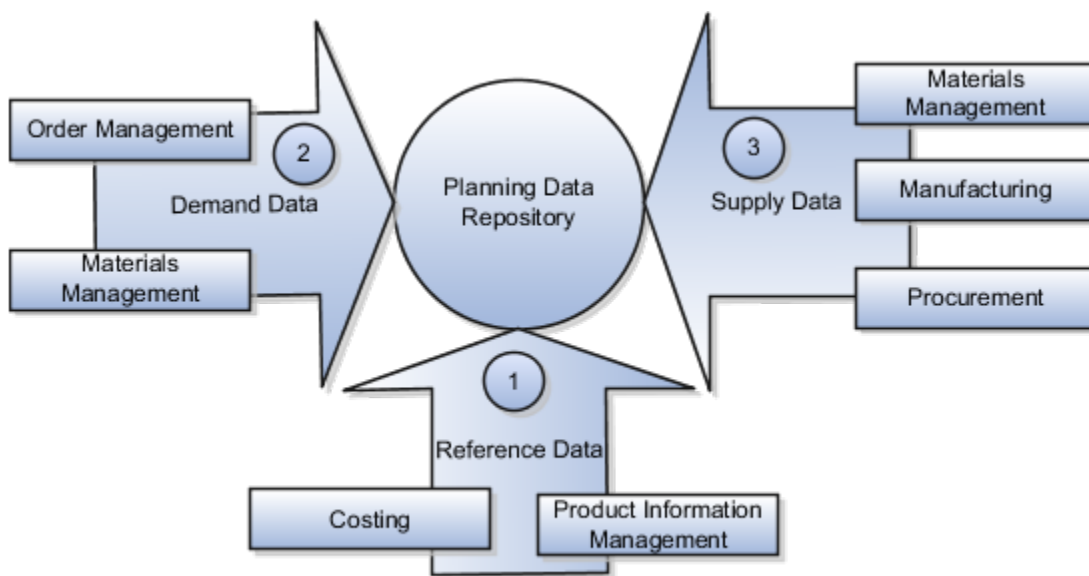 Order Management
2
Demand Data
Materials
Management
Planning Data
Repository
3
Supply Data
Materials
Management
Manufacturing
Procurement
1
Reference Data
Costing
Product Information
Management